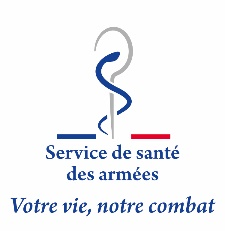 Service de santé
des armées
Votre vie, notre combat